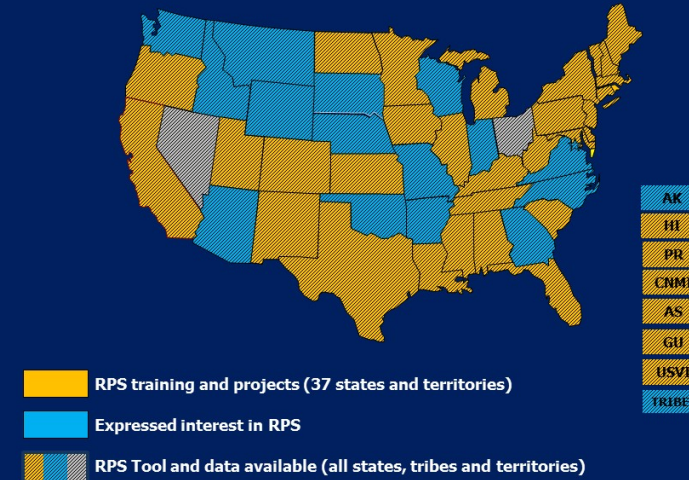 AK
HI
PR
CNMI
AS
GU
USVI
TRIBE
RPS training and projects (37 states and territories)
Expressed interest in RPS
RPS Tool and data available (all states, tribes and territories)